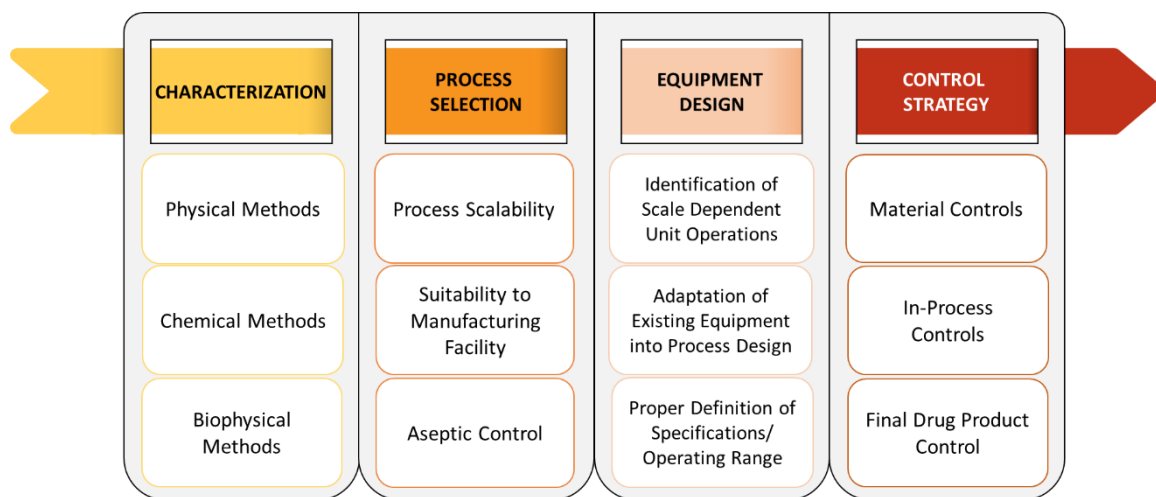 CHARACTERIZATION
PROCESS
SELECTION
EQUIPMENT
DESIGN
CONTROL
STRATEGY
Physical Methods
Chemical Methods
Biophysical
Methods
Process Scalability
Suitability to
Manufacturing
Facility
Aseptic Control
Identification of
Scale Dependent
Unit Operations
Adaptation of
Existing Equipment
into Process Design
Proper Definition of
Specifications/
Operating Range
Material Controls
In-Process
Controls
Final Drug Product
Control